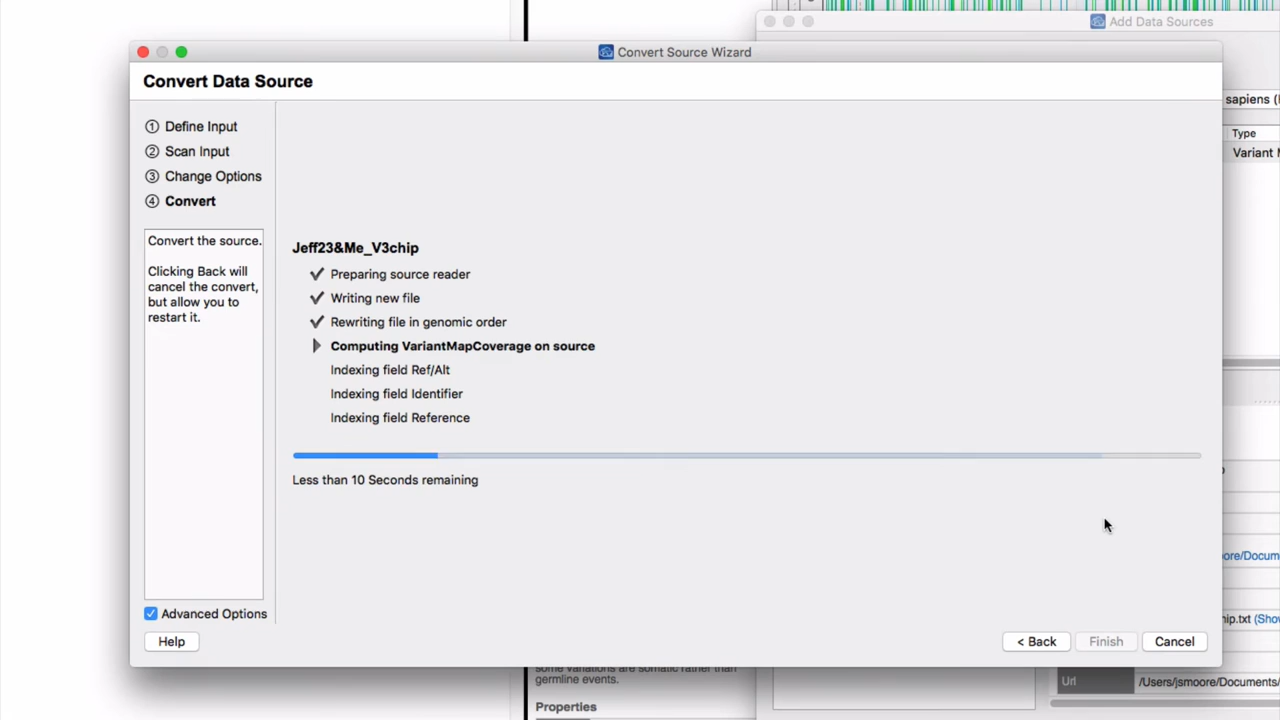 Add Data Sources
Convert Source Wizard
Convert Data Source
sapiens (
① Define Input
② Scan Input
③ Change Options
④ Convert
Type
Variant
Convert the source.
Clicking Back will
cancel the convert,
but allow you to
restart it.
Jeff23&Me_V3chip
Preparing source reader
Writing new file
Rewriting file in genomic order
Computing VariantMapCoverage on source
Indexing field Ref/Alt
Indexing field Identifier
Indexing field Reference
Less than 10 Seconds remaining
ore/Docum
hip.txt (Sho
Advanced Options
Help
< Back
Finish
Cancel
some variations are somatic rather than
germline events.
Url
/Users/jsmoore/Documents/
Properties